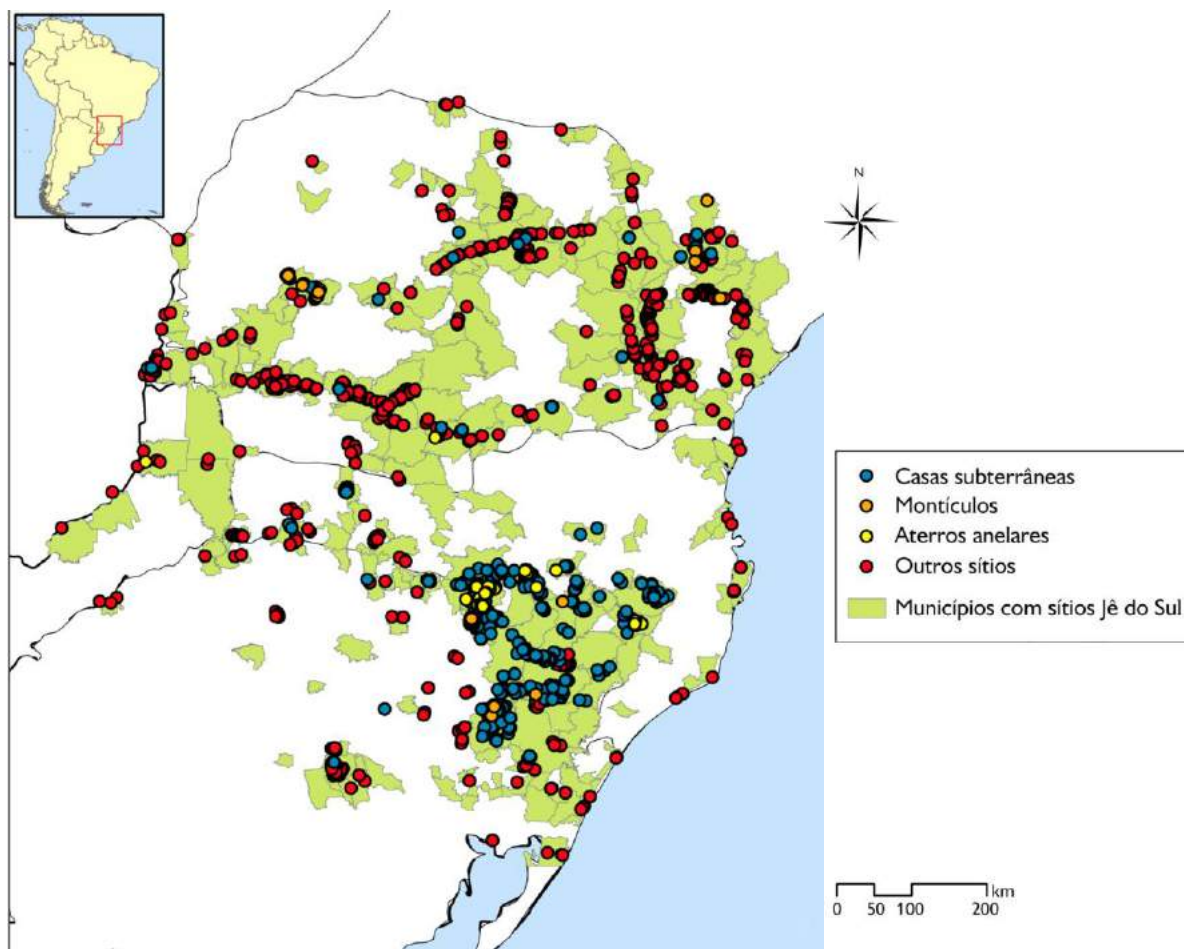 N
Casas subterrâneas
Montículos
Aterros anelares
Outros sítios
Municípios com sítios Jê do Sul
km
0 50 100 200